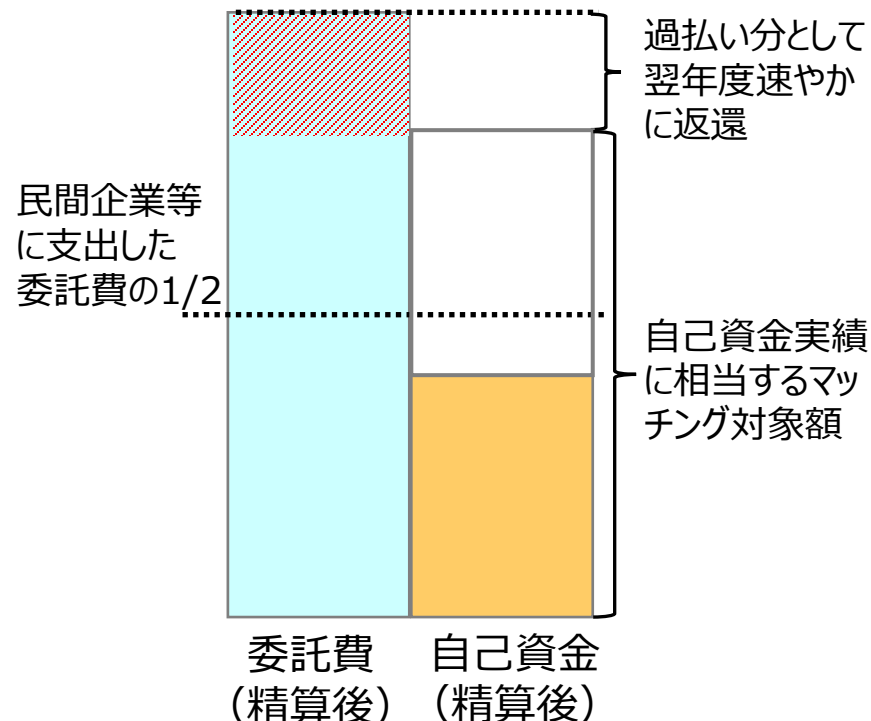 過払い分として
翌年度速やか
に返還
民間企業等
に支出した
委託費の1/2
自己資金実績
に相当するマッ
チング対象額
委託費
（精算後）
自己資金
（精算後）